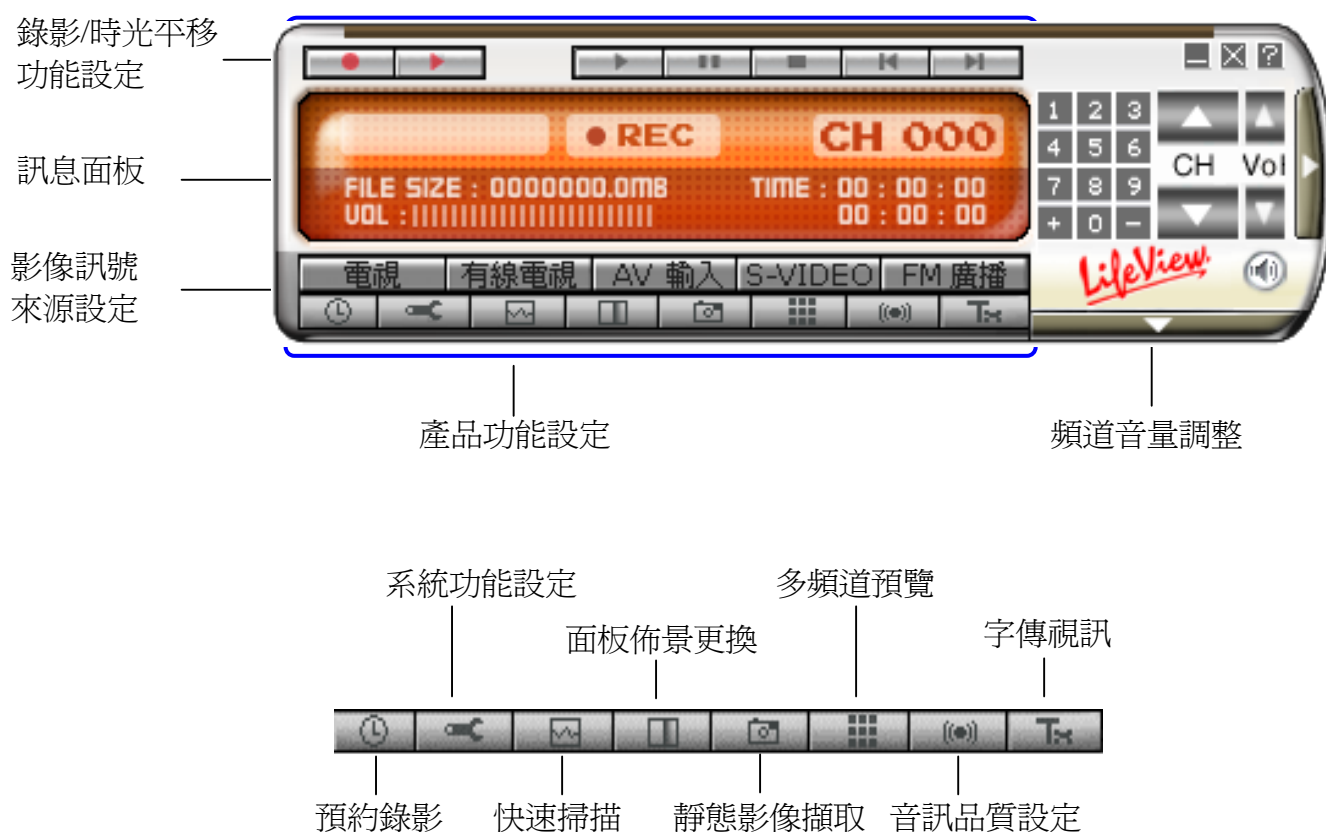 錄影/時光平移
功能設定
訊息面板
影像訊號
來源設定
REC
CH 000
FILE SIZE : 0000000.0MB
TIME : 00 : 00 : 00
VOL :
00 : 00 : 00
電視 有線電視 AV 輸入 S-VIDEO FM 廣播
Tx
?
1 2 3
4 5 6
7 8 9
+ 0 -
CH
Vol
LifeView
產品功能設定
頻道音量調整
系統功能設定
多頻道預覽
面板佈景更換
字傳視訊
Tx
預約錄影
快速掃描
靜態影像擷取
音訊品質設定